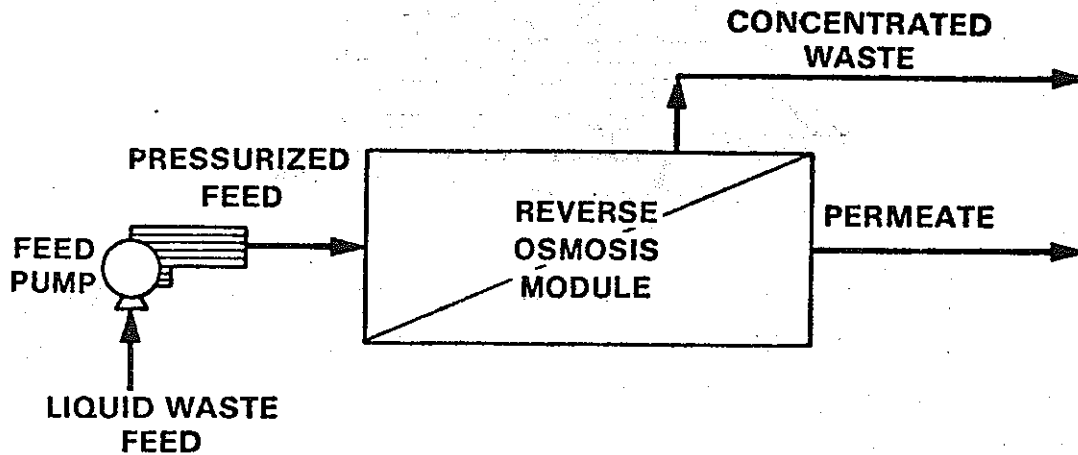 CONCENTRATED
WASTE
PRESSURIZED
FEED
REVERSE
OSMOSIS
MODULE
PERMEATE
FEED
PUMP
LIQUID WASTE
FEED